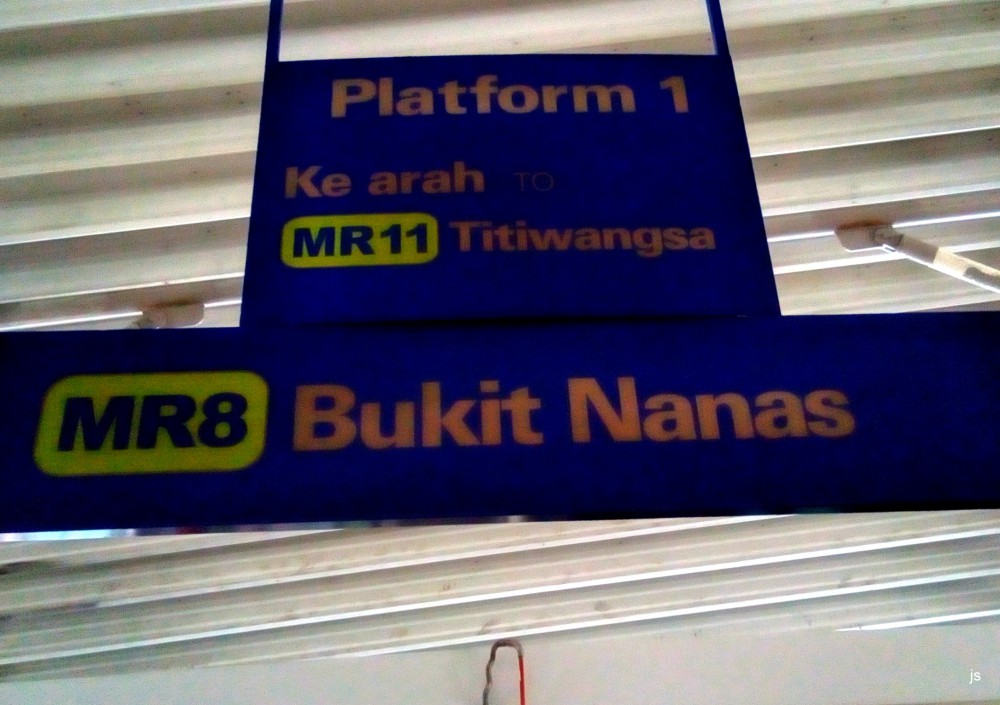 Platform 1
Ke arah TO
MR11 Titiwangsa
MR8 Bukit Nanas
js